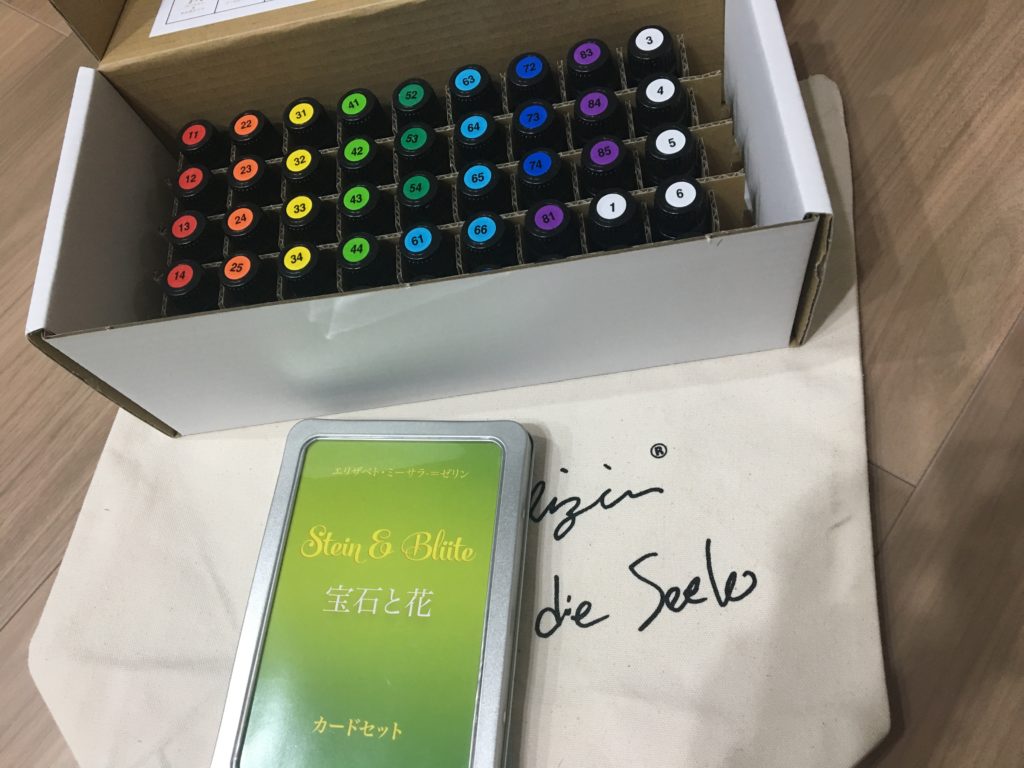 11 22 31 41 52 63 72 83 3
12 23 32 42 53 64 73 84 4
13 24 33 43 54 65 74 85 5
14 25 34 44 61 66 81 1 6
®
die Seele
エリザベト・ミーサラ=ゼリン
Stein & Blüte
宝石と花
カードセット